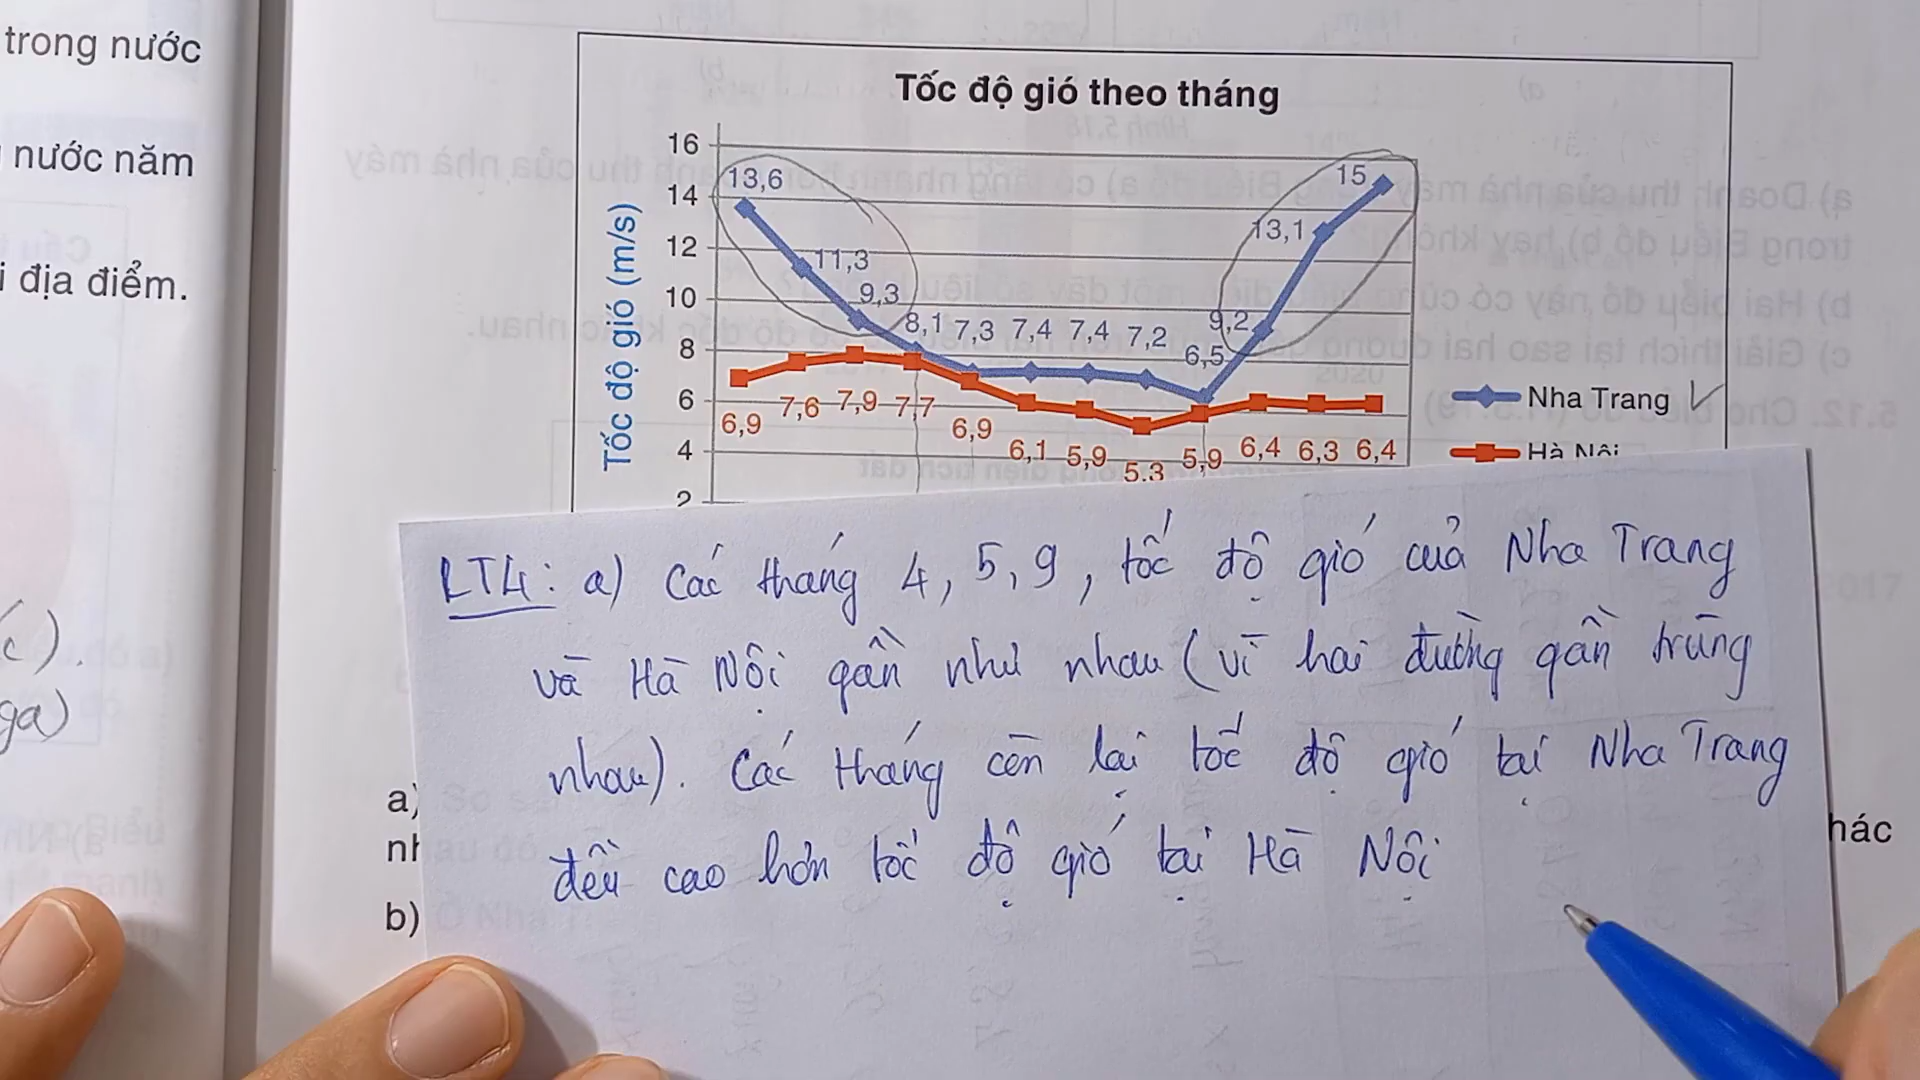 trong nước
nước năm
i địa điểm.
Tốc độ gió theo tháng
Tốc độ gió (m/s)
16
14
12
10
8
6
4
2
13,6
11,3
9,3
8,1
7,3
7,4
7,4
7,2
6,5
9,2
13,1
15
6,9
7,6
7,9
7,7
6,9
6,1
5,9
5,3
5,9
6,4
6,3
6,4
Nha Trang
Hà Nội
LT4: a) Các tháng 4, 5, 9, tốc độ gió của Nha Trang
và Hà Nội gần như nhau (vì hai đường gần trùng
nhau). Các tháng còn lại tốc độ gió tại Nha Trang
đều cao hơn tốc độ gió tại Hà Nội
a)
b)
hác
c).
ga)